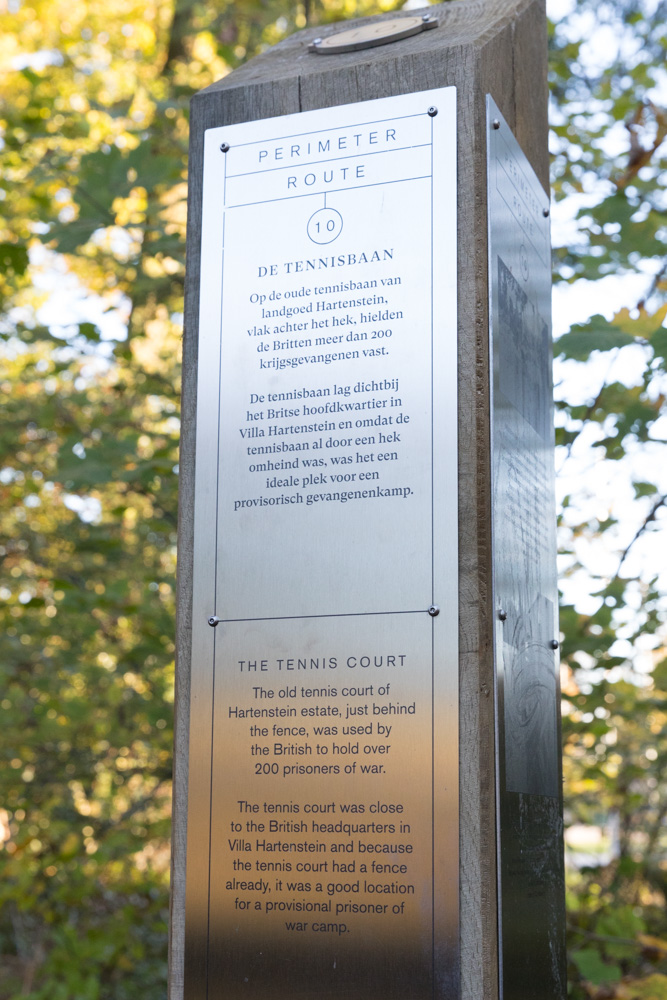 PERIMETER
ROUTE
10
DE TENNISBAAN
Op de oude tennisbaan van
landgoed Hartenstein,
vlak achter het hek, hielden
de Britten meer dan 200
krijgsgevangenen vast.
De tennisbaan lag dichtbij
het Britse hoofdkwartier in
Villa Hartenstein en omdat de
tennisbaan al door een hek
omheind was, was het een
ideale plek voor een
provisorisch gevangenenkamp.
THE TENNIS COURT
The old tennis court of
Hartenstein estate, just behind
the fence, was used by
the British to hold over
200 prisoners of war.
The tennis court was close
to the British headquarters in
Villa Hartenstein and because
the tennis court had a fence
already, it was a good location
for a provisional prisoner of
war camp.